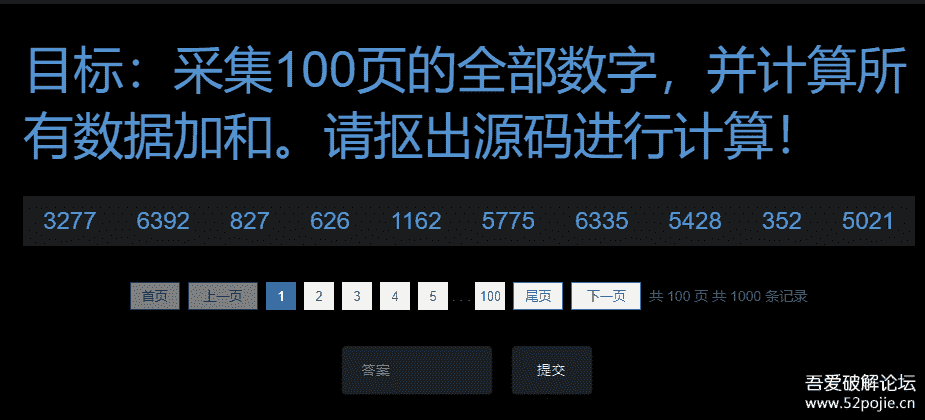 目标：采集100页的全部数字，并计算所
有数据加和。请抠出源码进行计算！
3277 6392 827 626 1162 5775 6335 5428 352 5021
首页 上一页 1 2 3 4 5 ... 100 尾页 下一页 共 100 页 共 1000 条记录
答案 提交
吾爱破解论坛
www.52pojie.cn